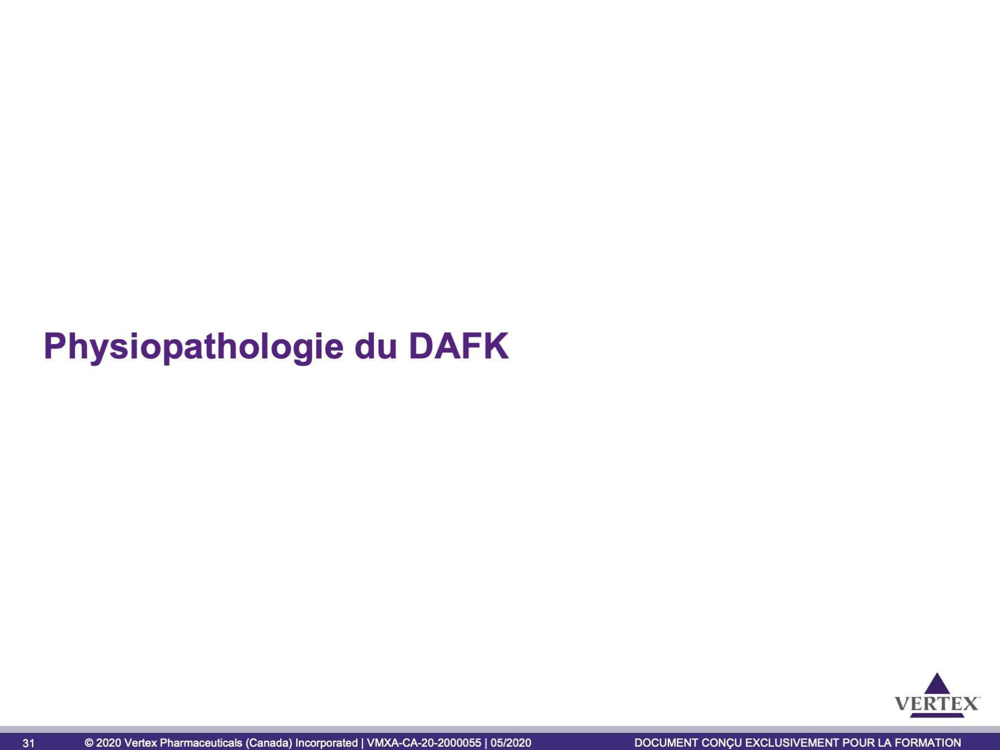 Physiopathologie du DAFK
VERTEX
31 © 2020 Vertex Pharmaceuticals (Canada) Incorporated | VMXA-CA-20-2000055 | 05/2020 DOCUMENT CONÇU EXCLUSIVEMENT POUR LA FORMATION